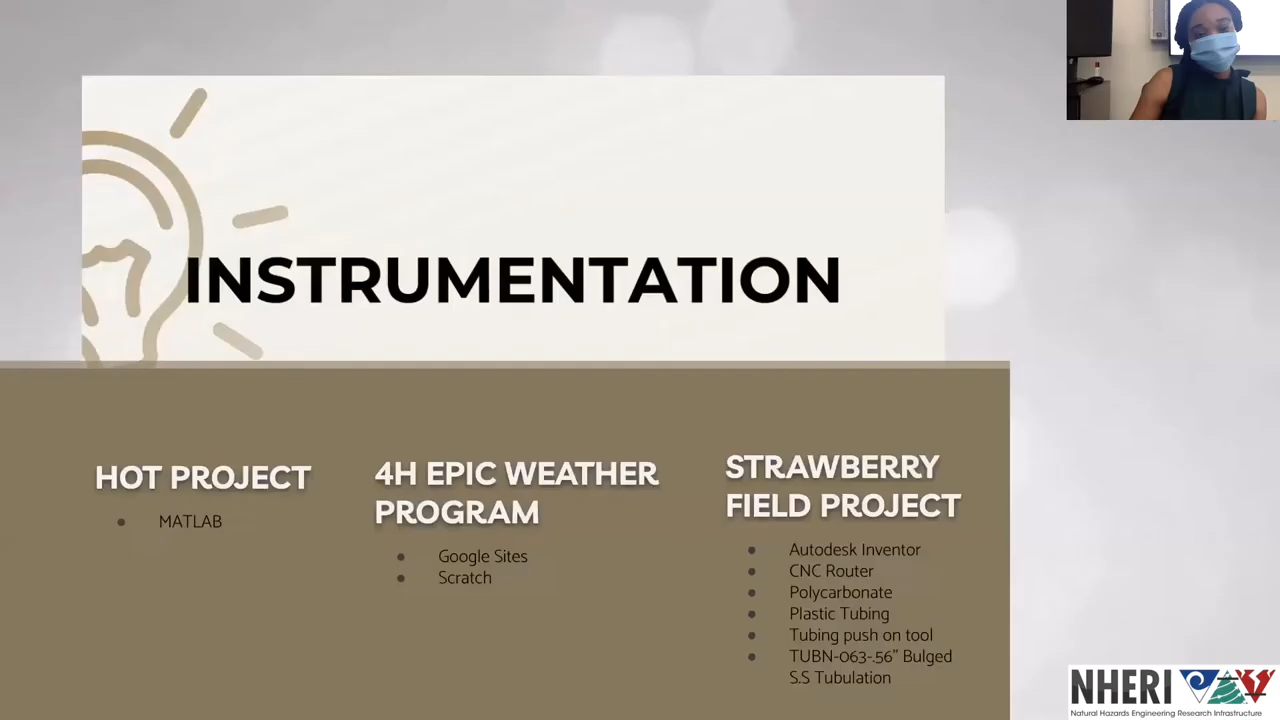 INSTRUMENTATION
HOT PROJECT
MATLAB
4H EPIC WEATHER
PROGRAM
Google Sites
Scratch
STRAWBERRY
FIELD PROJECT
Autodesk Inventor
CNC Router
Polycarbonate
Plastic Tubing
Tubing push on tool
TUBN-063-.56” Bulged
S.S Tubulation
NHERI
Natural Hazards Engineering Research Infrastructure